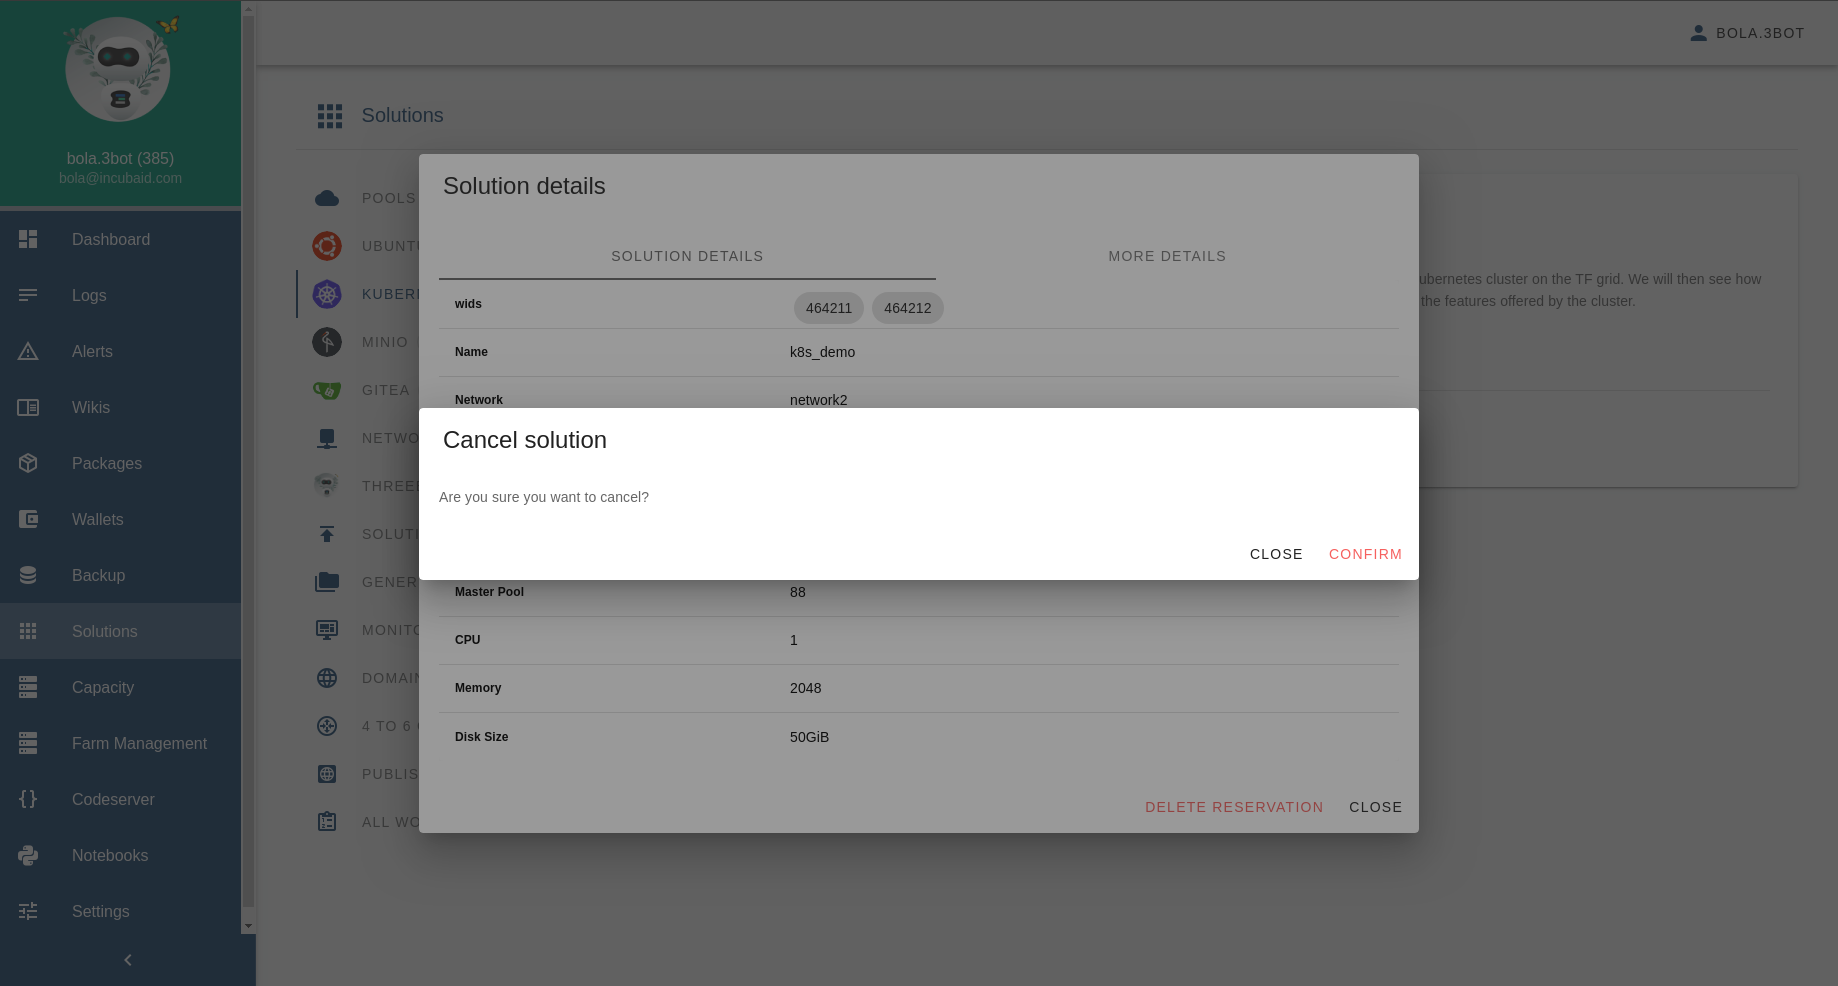 BOLA.3BOT
bola.3bot (385)
bola@incubaid.com
Dashboard
Logs
Alerts
Wikis
Packages
Wallets
Backup
Solutions
Capacity
Farm Management
Codeserver
Notebooks
Settings
Solutions
POOLS
UBUNTU
KUBER
MINIO
GITEA
NETWO
THREE
SOLUTI
GENER
MONITO
DOMAIN
4 TO 6
PUBLIS
ALL WO
ubernetes cluster on the TF grid. We will then see how
the features offered by the cluster.
Solution details
SOLUTION DETAILS
MORE DETAILS
wids 464211 464212
Name k8s_demo
Network network2
Cancel solution
Are you sure you want to cancel?
CLOSE CONFIRM
Master Pool 88
CPU 1
Memory 2048
Disk Size 50GiB
DELETE RESERVATION CLOSE